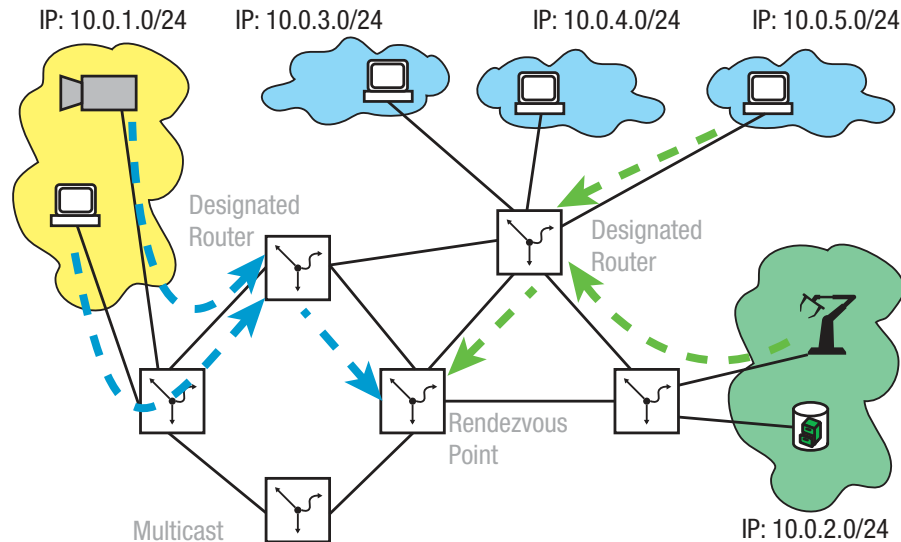 IP: 10.0.1.0/24
IP: 10.0.3.0/24
IP: 10.0.4.0/24
IP: 10.0.5.0/24
Designated
Router
Designated
Router
Rendezvous
Point
Multicast
IP: 10.0.2.0/24